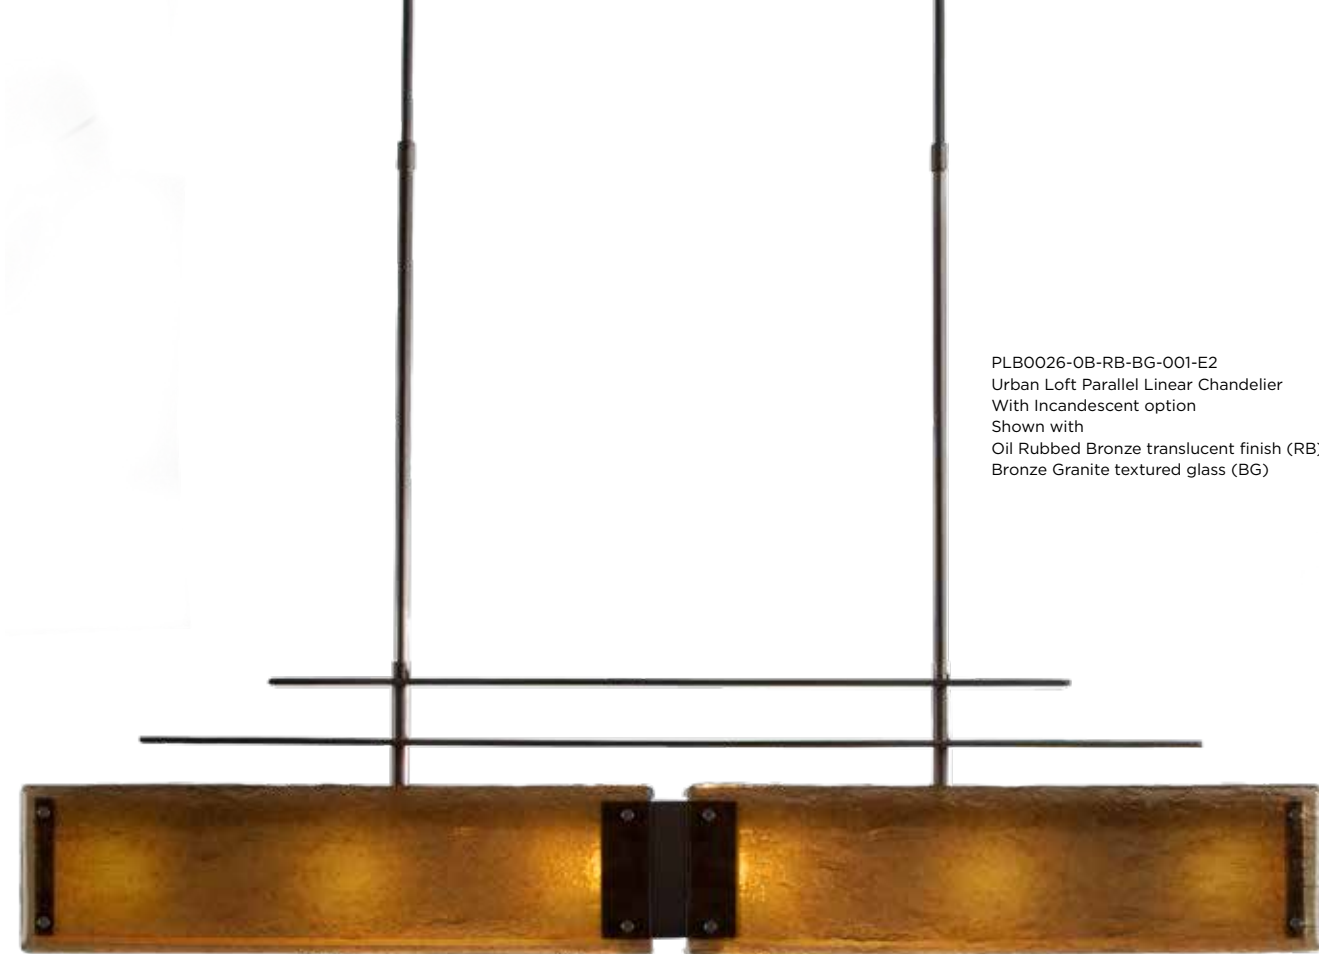 PLB0026-0B-RB-BG-001-E2
Urban Loft Parallel Linear Chandelier
With Incandescent option
Shown with
Oil Rubbed Bronze translucent finish (RB)
Bronze Granite textured glass (BG)